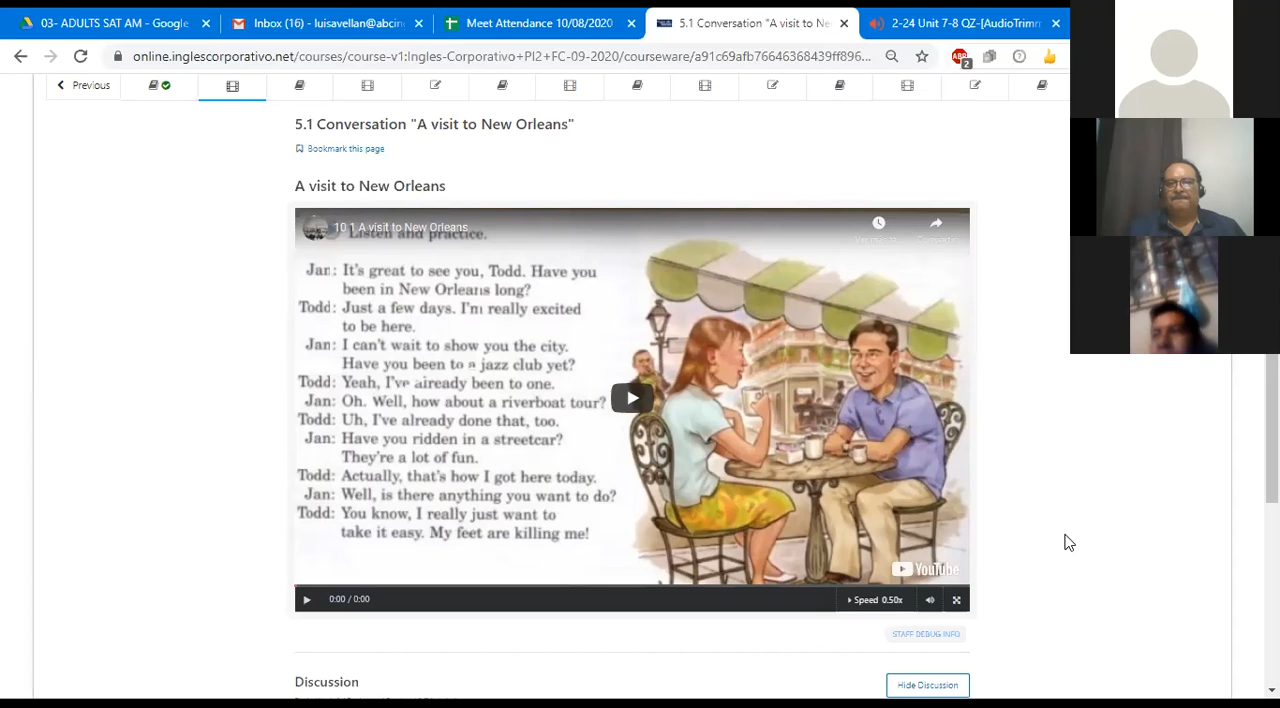 03- ADULTS SAT AM - Google
Inbox (16) - luisavellan@abcin
Meet Attendance 10/08/2020
5.1 Conversation "A visit to Ne
2-24 Unit 7-8 QZ-[AudioTrimm
online.inglescorporativo.net/courses/course-v1:Ingles-Corporativo+PI2+FC-09-2020/courseware/a91c69afb76646368439ff896...
2
Previous
5.1 Conversation "A visit to New Orleans"
Bookmark this page
A visit to New Orleans
10 1 A visit to New Orleans
Listen and practice.
Jan: It's great to see you, Todd. Have you
been in New Orleans long?
Todd: Just a few days. I'm really excited
to be here.
Jan: I can't wait to show you the city.
Have you been to a jazz club yet?
Todd: Yeah, I've already been to one.
Jan: Oh. Well, how about a riverboat tour?
Todd: Uh, I've already done that, too.
Jan: Have you ridden in a streetcar?
They're a lot of fun.
Todd: Actually, that's how I got here today.
Jan: Well, is there anything you want to do?
Todd: You know, I really just want to
take it easy. My feet are killing me!
YouTube
0:00 / 0:00
Speed 0.50x
STAFF DEBUG INFO
Discussion
Hide Discussion